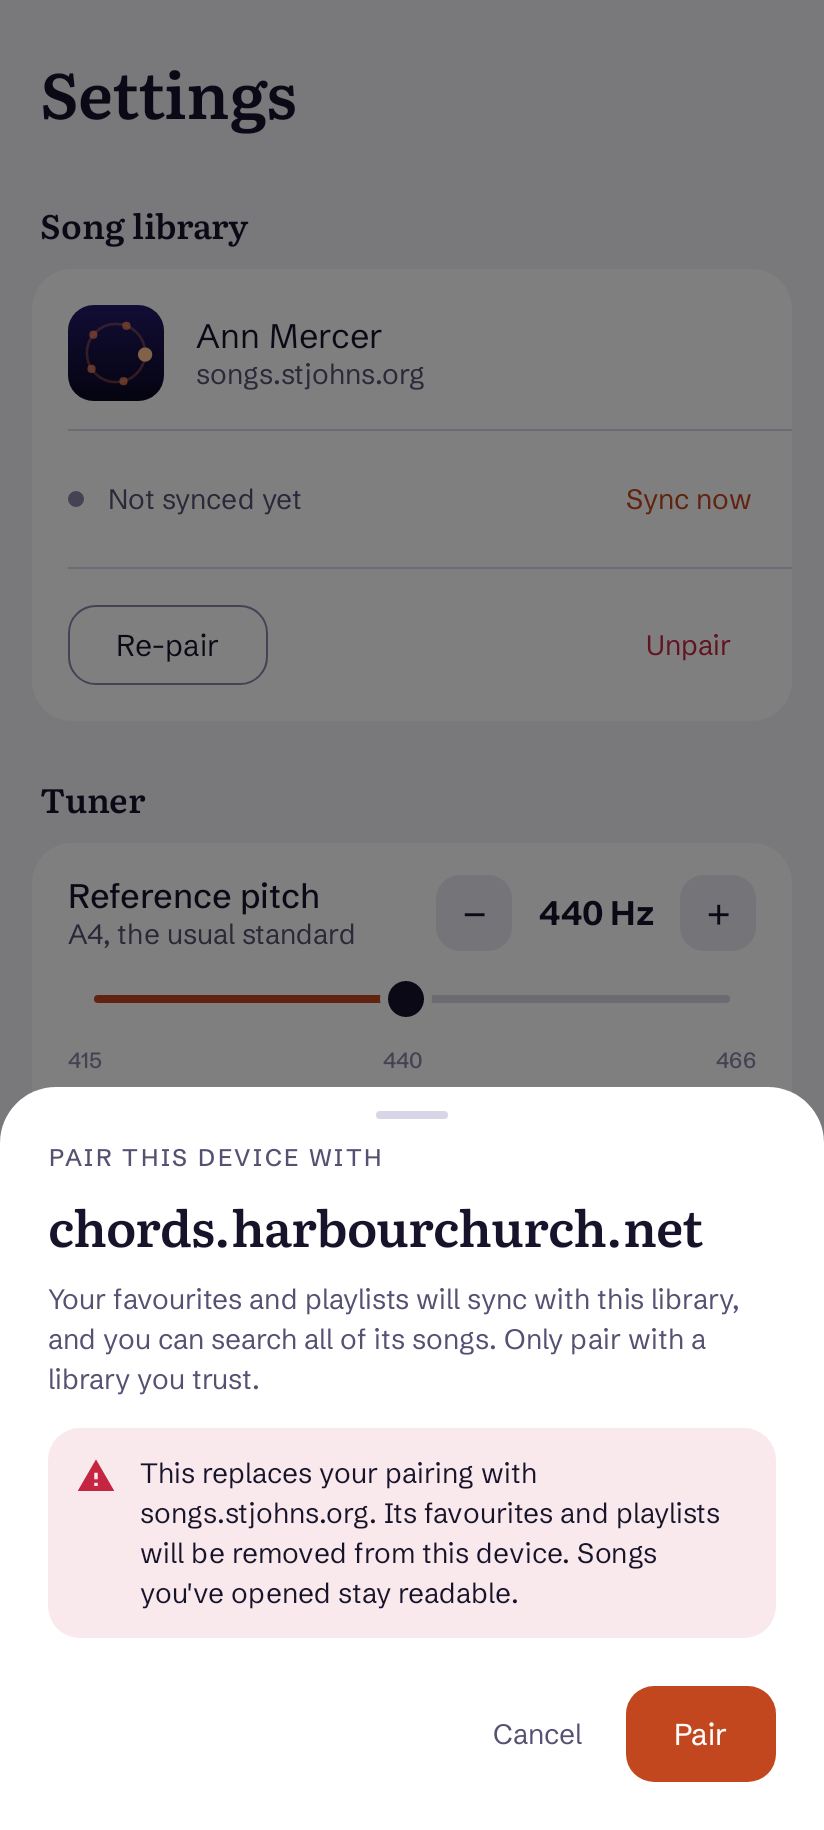 Settings
Song library
Ann Mercer
songs.stjohns.org
Not synced yet
Sync now
Re-pair
Unpair
Tuner
Reference pitch
A4, the usual standard
− 440 Hz +
415 440 466
PAIR THIS DEVICE WITH
chords.harbourchurch.net
Your favourites and playlists will sync with this library,
and you can search all of its songs. Only pair with a
library you trust.
This replaces your pairing with
songs.stjohns.org. Its favourites and playlists
will be removed from this device. Songs
you've opened stay readable.
Cancel
Pair